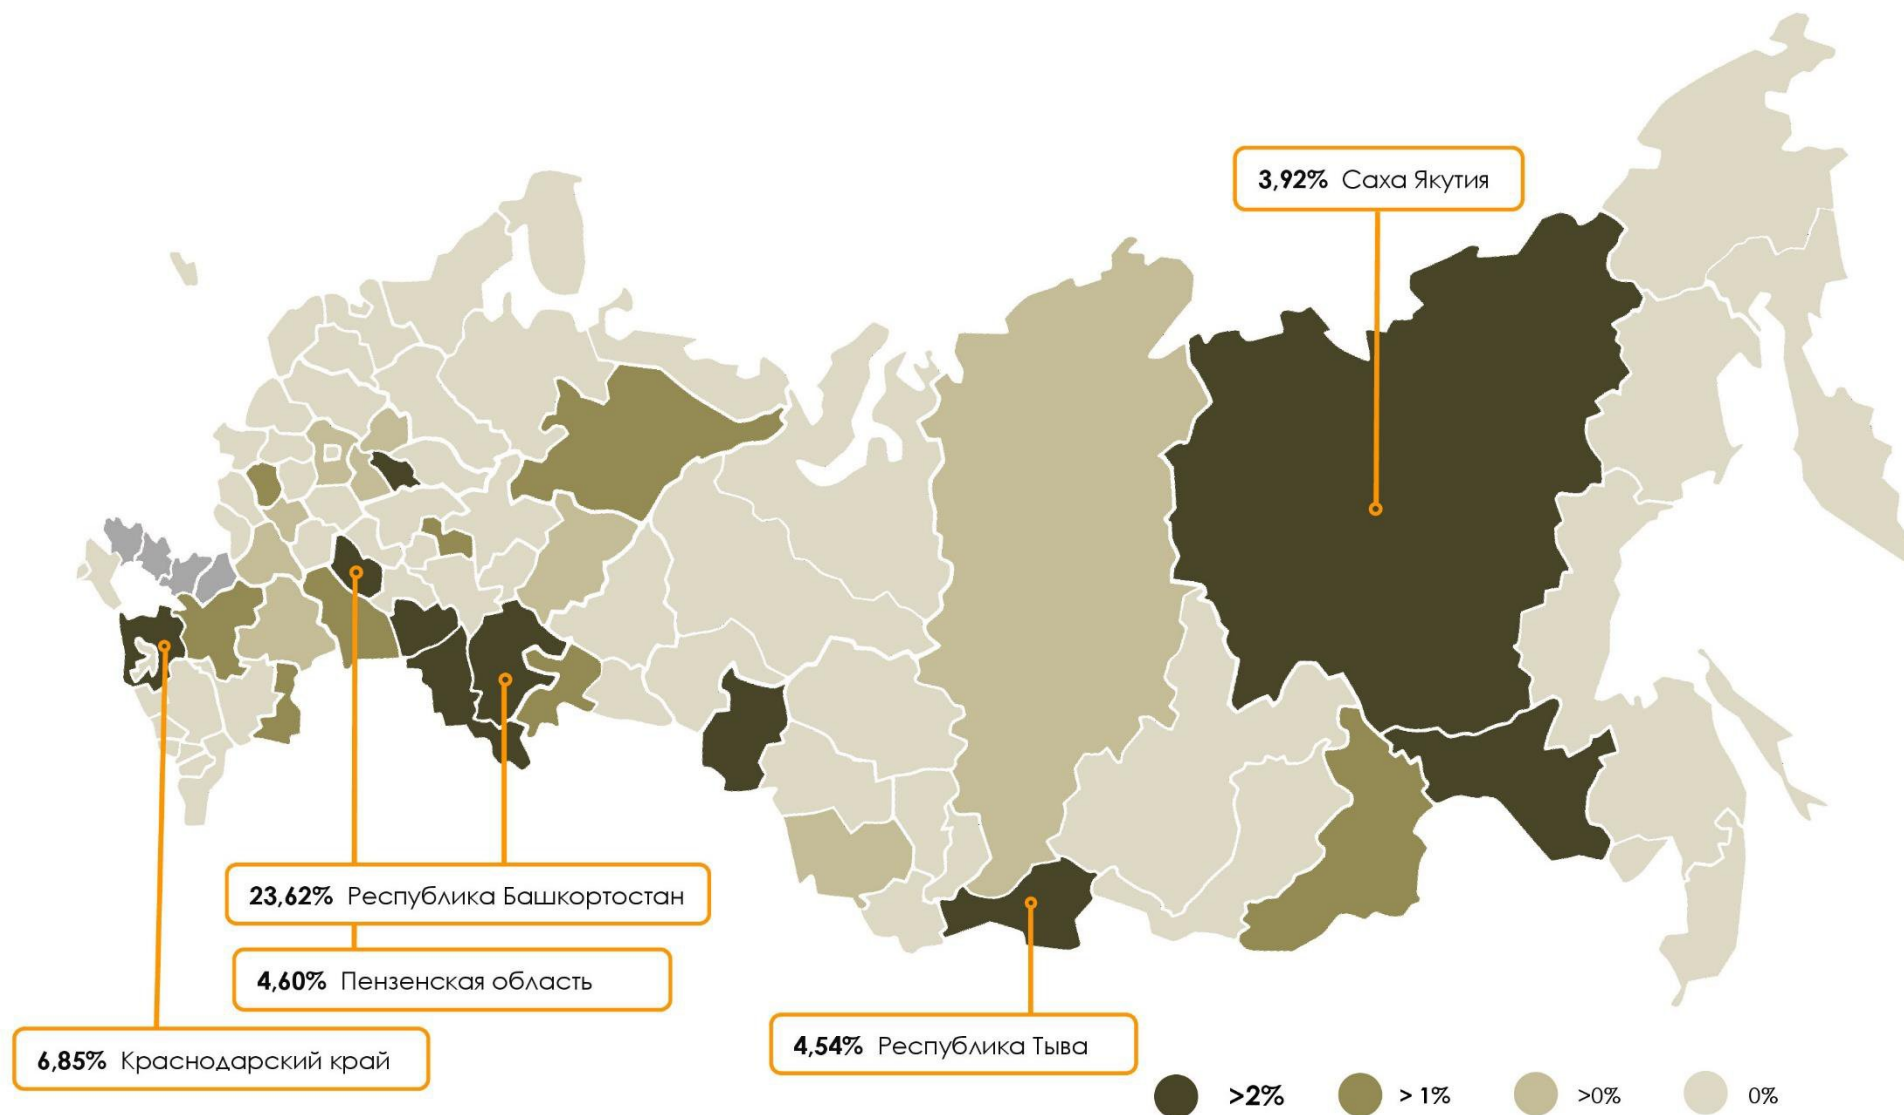 3,92% Саха Якутия
23,62% Республика Башкортостан
4,60% Пензенская область
6,85% Краснодарский край
4,54% Республика Тыва
>2% > 1% >0% 0%